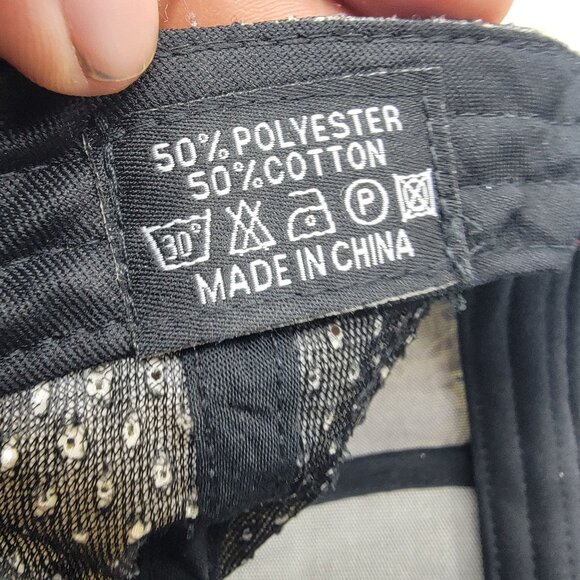 50% POLYESTER
50% COTTON
30° P
MADE IN CHINA